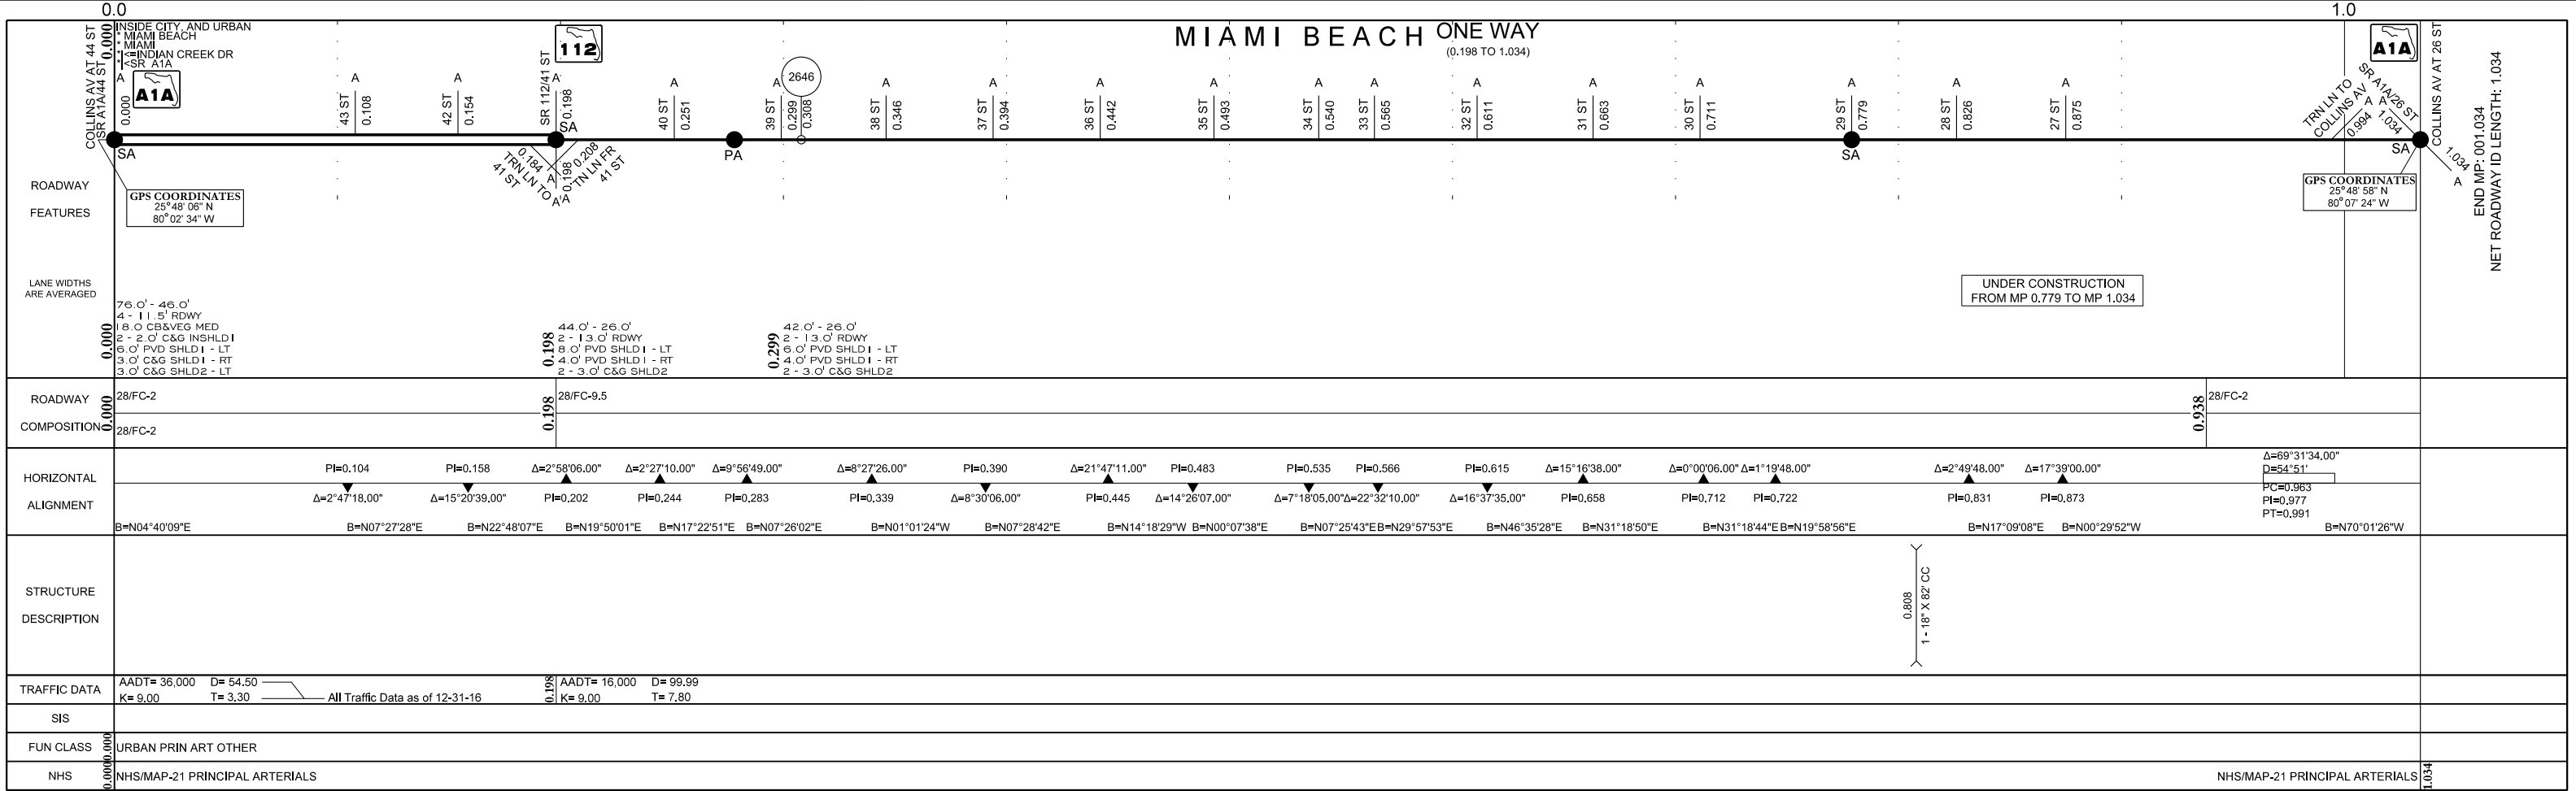 0.0
1.0
INSIDE CITY, AND URBAN
* MIAMI BEACH
* MIAMI
*|<=INDIAN CREEK DR
*|<SR A1A
COLLINS AV AT 44 ST
SR A1A/44 ST
0.000
A
0.000
A1A
112
MIAMI BEACH
ONE WAY
(0.198 TO 1.034)
A1A
A
43 ST
0.108
A
42 ST
0.154
A
SR 112/41 ST
0.198
A
40 ST
0.251
A
39 ST
0.299
2646
0.308
A
38 ST
0.346
A
37 ST
0.394
A
36 ST
0.442
A
35 ST
0.493
A
34 ST
0.540
A
33 ST
0.565
A
32 ST
0.611
A
31 ST
0.663
A
30 ST
0.711
A
29 ST
0.779
A
28 ST
0.826
A
27 ST
0.875
TRN LN TO
COLLINS AV
0.994
A
SR A1A/26 ST
1.034
A
COLLINS AV AT 26 ST
END MP: 001.034
NET ROADWAY ID LENGTH: 1.034
SA
SA
PA
SA
SA
0.184
A
TRN LN TO
41 ST
0.198
A
0.208
TN LN FR
41 ST
A
1.034
A
ROADWAY
FEATURES
GPS COORDINATES
25°48' 06" N
80°02' 34" W
GPS COORDINATES
25°48' 58" N
80°07' 24" W
LANE WIDTHS
ARE AVERAGED
UNDER CONSTRUCTION
FROM MP 0.779 TO MP 1.034
0.000
76.0' - 46.0'
4 - 11.5' RDWY
18.0 CB&VEG MED
2 - 2.0' C&G INSHLD1
6.0' PVD SHLD1 - LT
3.0' C&G SHLD1 - RT
3.0' C&G SHLD2 - LT
0.198
44.0' - 26.0'
2 - 13.0' RDWY
8.0' PVD SHLD1 - LT
4.0' PVD SHLD1 - RT
2 - 3.0' C&G SHLD2
0.299
42.0' - 26.0'
2 - 13.0' RDWY
6.0' PVD SHLD1 - LT
4.0' PVD SHLD1 - RT
2 - 3.0' C&G SHLD2
ROADWAY
COMPOSITION
0.000
28/FC-2
28/FC-2
0.198
28/FC-9.5
0.938
28/FC-2
HORIZONTAL
ALIGNMENT
PI=0.104 PI=0.158 Δ=2°58'06.00" Δ=2°27'10.00" Δ=9°56'49.00" Δ=8°27'26.00" PI=0.390 Δ=21°47'11.00" PI=0.483 PI=0.535 PI=0.566 PI=0.615 Δ=15°16'38.00" Δ=0°00'06.00" Δ=1°19'48.00" Δ=2°49'48.00" Δ=17°39'00.00"
Δ=2°47'18.00" Δ=15°20'39.00" PI=0.202 PI=0.244 PI=0.283 PI=0.339 Δ=8°30'06.00" PI=0.445 Δ=14°26'07.00" Δ=7°18'05.00" Δ=22°32'10.00" Δ=16°37'35.00" PI=0.658 PI=0.712 PI=0.722 PI=0.831 PI=0.873
Δ=69°31'34.00"
D=54°51'
PC=0.963
PI=0.977
PT=0.991
B=N04°40'09"E B=N07°27'28"E B=N22°48'07"E B=N19°50'01"E B=N17°22'51"E B=N07°26'02"E B=N01°01'24"W B=N07°28'42"E B=N14°18'29"W B=N00°07'38"E B=N07°25'43"E B=N29°57'53"E B=N46°35'28"E B=N31°18'50"E B=N31°18'44"E B=N19°58'56"E B=N17°09'08"E B=N00°29'52"W B=N70°01'26"W
STRUCTURE
DESCRIPTION
0.808
1 - 18" X 82' CC
TRAFFIC DATA
AADT= 36,000 D= 54.50
K= 9.00 T= 3.30
All Traffic Data as of 12-31-16
0.198
AADT= 16,000 D= 99.99
K= 9.00 T= 7.80
SIS
FUN CLASS
0.000
URBAN PRIN ART OTHER
NHS
0.000
NHS/MAP-21 PRINCIPAL ARTERIALS
NHS/MAP-21 PRINCIPAL ARTERIALS
1.034